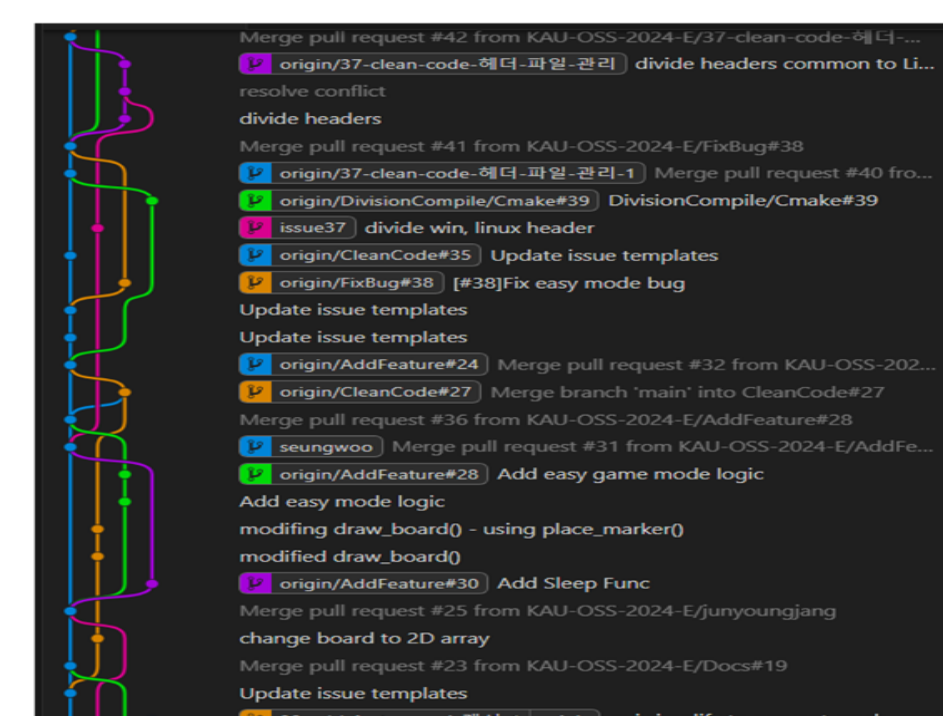 Merge pull request #42 from KAU-OSS-2024-E/37-clean-code-헤더-...
origin/37-clean-code-헤더-파일-관리 divide headers common to Li...
resolve conflict
divide headers
Merge pull request #41 from KAU-OSS-2024-E/FixBug#38
origin/37-clean-code-헤더-파일-관리-1 Merge pull request #40 fro...
origin/DivisionCompile/Cmake#39 DivisionCompile/Cmake#39
issue37 divide win, linux header
origin/CleanCode#35 Update issue templates
origin/FixBug#38 [#38]Fix easy mode bug
Update issue templates
Update issue templates
origin/AddFeature#24 Merge pull request #32 from KAU-OSS-202...
origin/CleanCode#27 Merge branch 'main' into CleanCode#27
Merge pull request #36 from KAU-OSS-2024-E/AddFeature#28
seungwoo Merge pull request #31 from KAU-OSS-2024-E/AddFe...
origin/AddFeature#28 Add easy game mode logic
Add easy mode logic
modifing draw_board() - using place_marker()
modified draw_board()
origin/AddFeature#30 Add Sleep Func
Merge pull request #25 from KAU-OSS-2024-E/junyoungjang
change board to 2D array
Merge pull request #23 from KAU-OSS-2024-E/Docs#19
Update issue templates